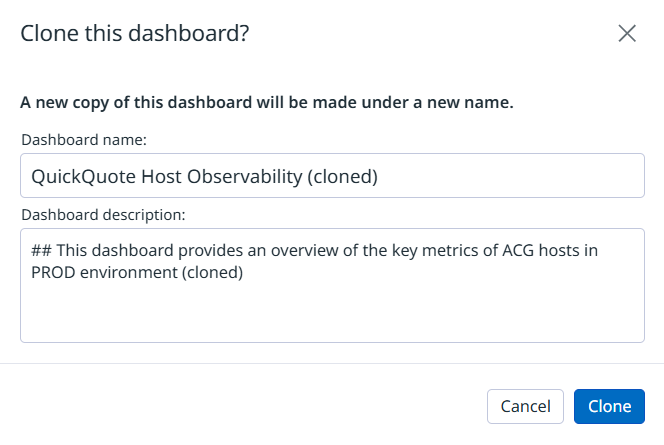 Clone this dashboard?
A new copy of this dashboard will be made under a new name.
Dashboard name:
QuickQuote Host Observability (cloned)
Dashboard description:
## This dashboard provides an overview of the key metrics of ACG hosts in
PROD environment (cloned)
Cancel
Clone